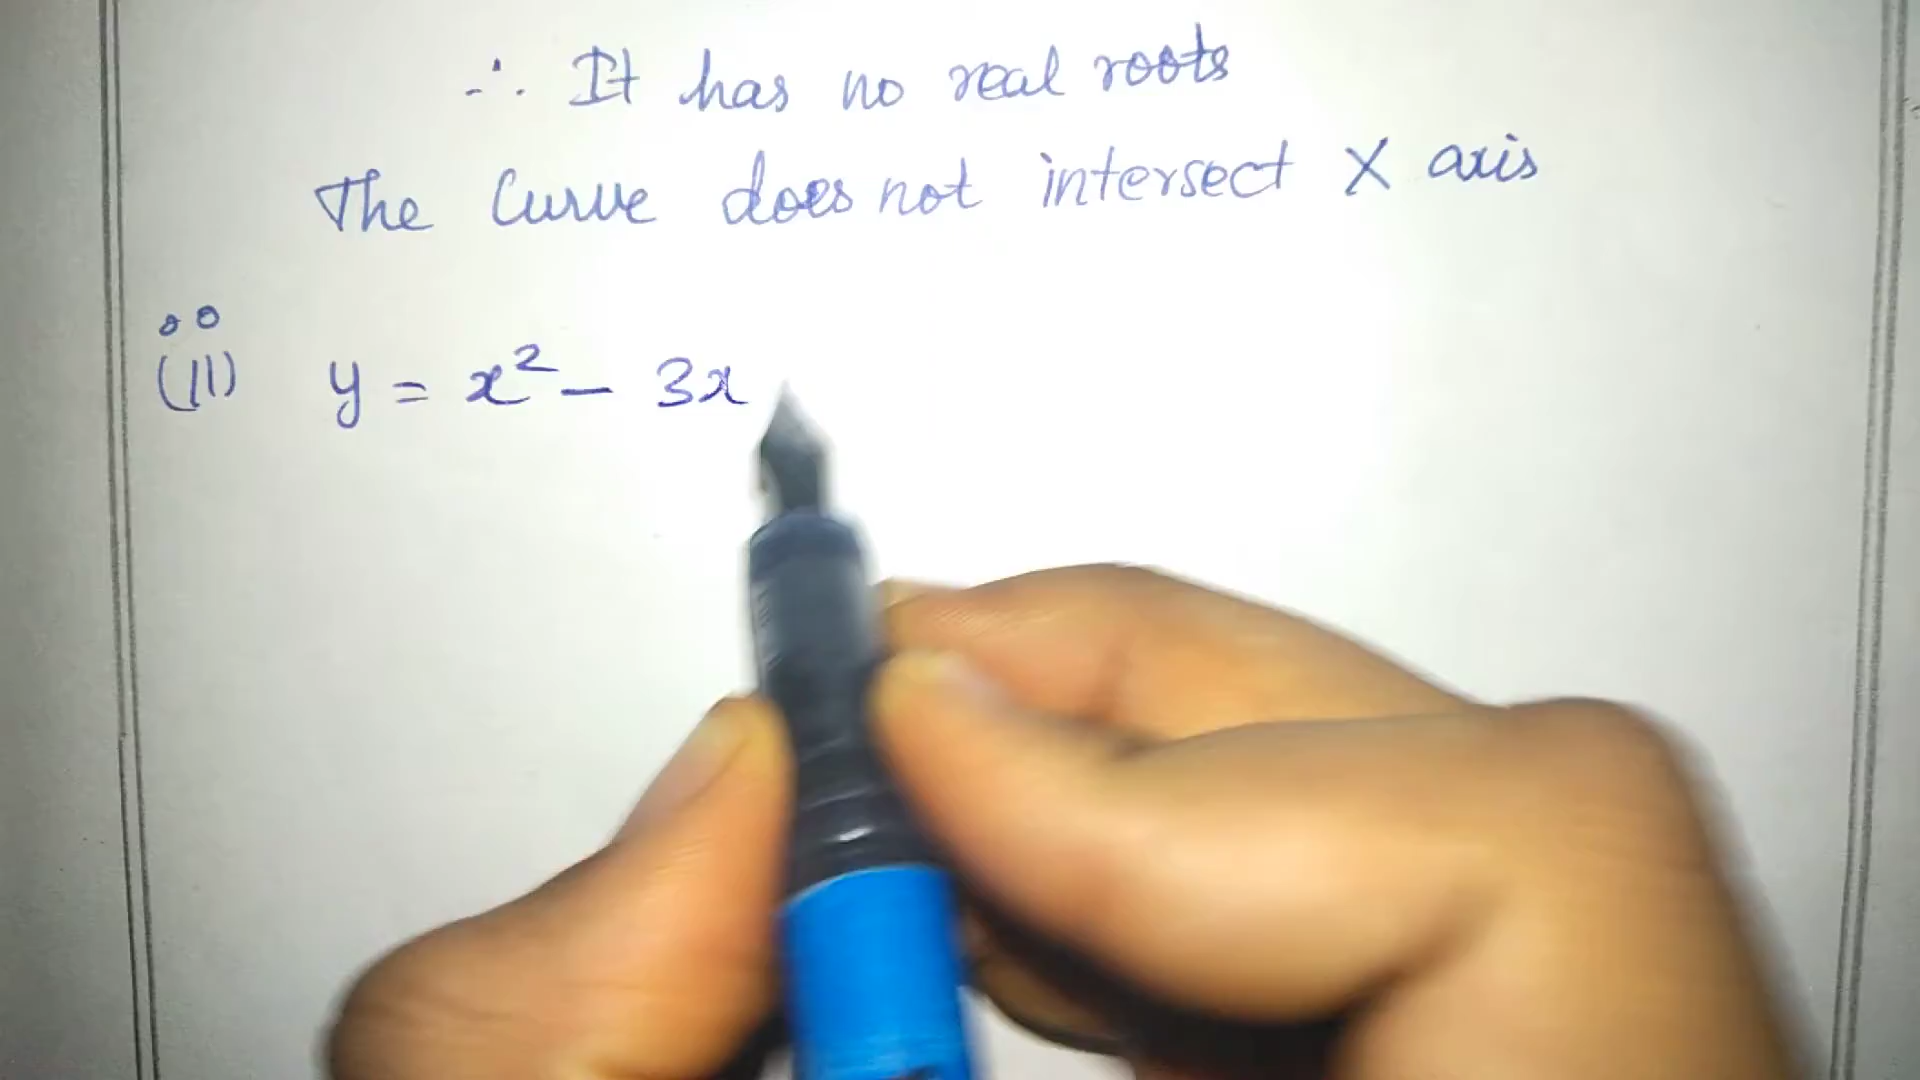 ∴ It has no real roots
The Curve does not intersect X axis
(ii) y = x² - 3x